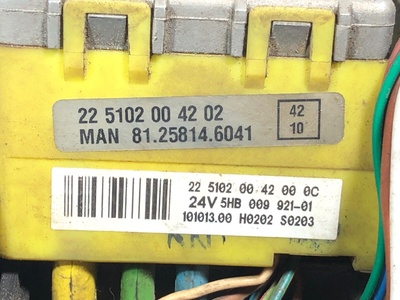 22 5102 00 42 02
MAN 81.25814.6041
42
10
22 5102 00 42 00 0C
24V 5HB 009 921-01
101013.00 H0202 S0203